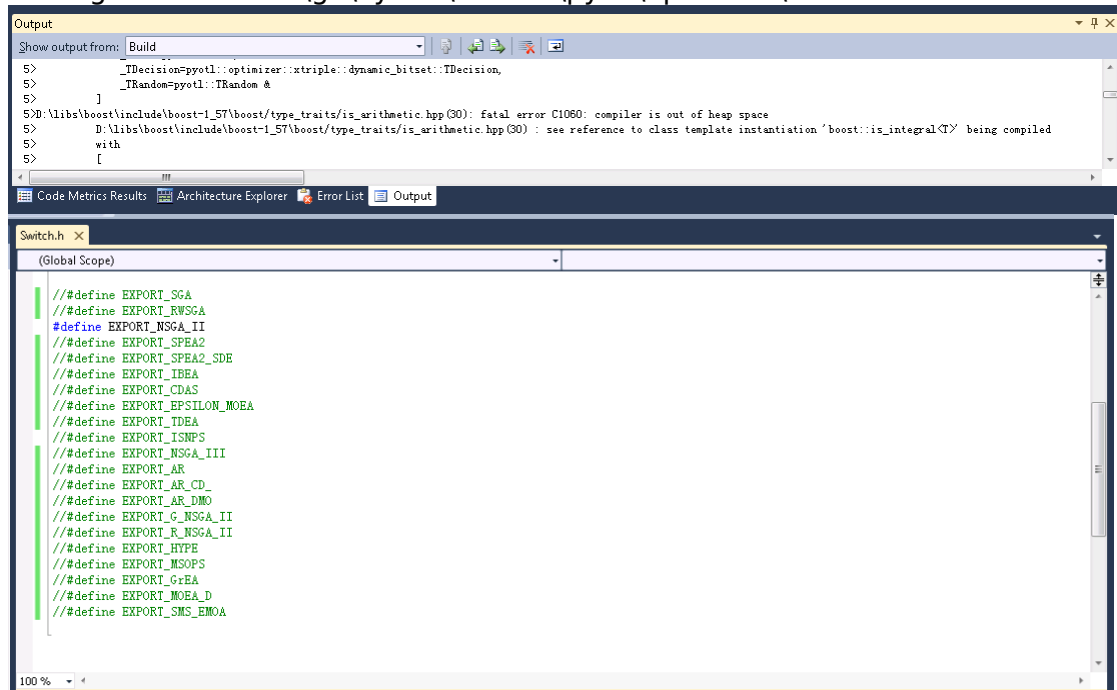 Output
Show output from: Build
5> _TDecision=pyotl::optimizer::xtriple::dynamic_bitset::TDecision,
5> _TRandom=pyotl::TRandom &
5> ]
5>D:\libs\boost\include\boost-1_57\boost/type_traits/is_arithmetic.hpp(30): fatal error C1060: compiler is out of heap space
5> D:\libs\boost\include\boost-1_57\boost/type_traits/is_arithmetic.hpp(30) : see reference to class template instantiation 'boost::is_integral<T>' being compiled
5> with
5> [
Code Metrics Results Architecture Explorer Error List Output
Switch.h
(Global Scope)
//#define EXPORT_SGA
//#define EXPORT_RWSGA
#define EXPORT_NSGA_II
//#define EXPORT_SPEA2
//#define EXPORT_SPEA2_SDE
//#define EXPORT_IBEA
//#define EXPORT_CDAS
//#define EXPORT_EPSILON_MOEA
//#define EXPORT_TDEA
//#define EXPORT_ISNPS
//#define EXPORT_NSGA_III
//#define EXPORT_AR
//#define EXPORT_AR_CD_
//#define EXPORT_AR_DMO
//#define EXPORT_G_NSGA_II
//#define EXPORT_R_NSGA_II
//#define EXPORT_HYPE
//#define EXPORT_MSOPS
//#define EXPORT_GrEA
//#define EXPORT_MOEA_D
//#define EXPORT_SMS_EMOA
100 %